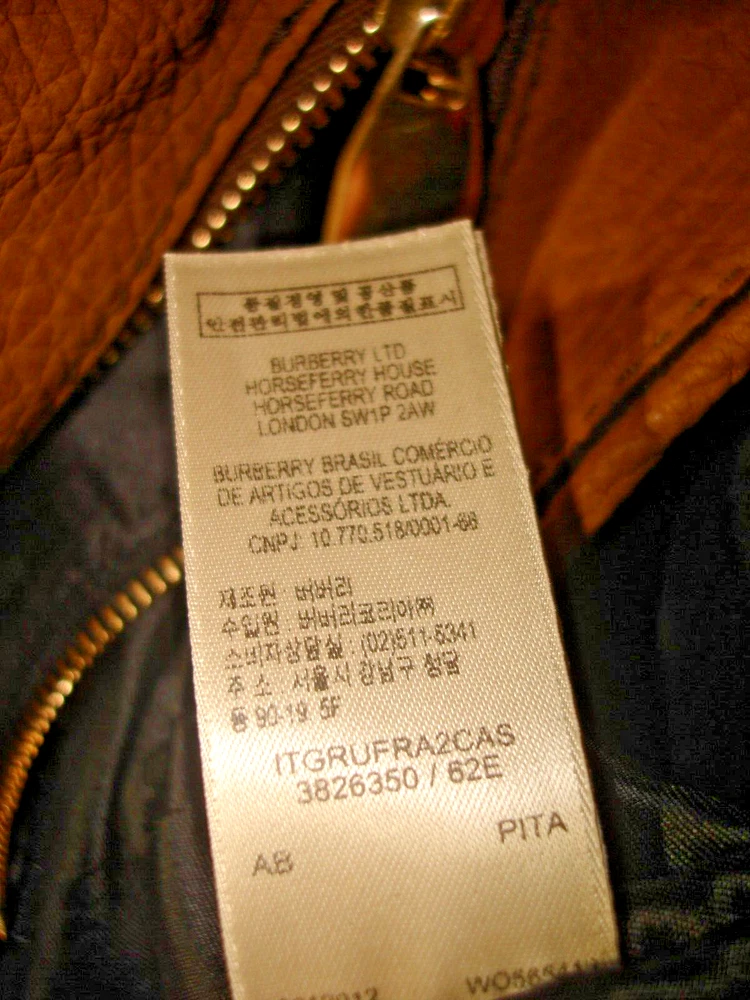 품질경영 및 공산품
안전관리법에의한품질표시
BURBERRY LTD
HORSEFERRY HOUSE
HORSEFERRY ROAD
LONDON SW1P 2AW
BURBERRY BRASIL COMÉRCIO
DE ARTIGOS DE VESTUÁRIO E
ACESSÓRIOS LTDA.
CNPJ: 10.770.518/0001-66
제조원 : 버버리
수입원 : 버버리코리아㈜
소비자상담실 : (02)511-5341
주 소 : 서울시 강남구 청담
동 90-19 5F
ITGRUFRA2CAS
3826350 / 62E
PITA
AB